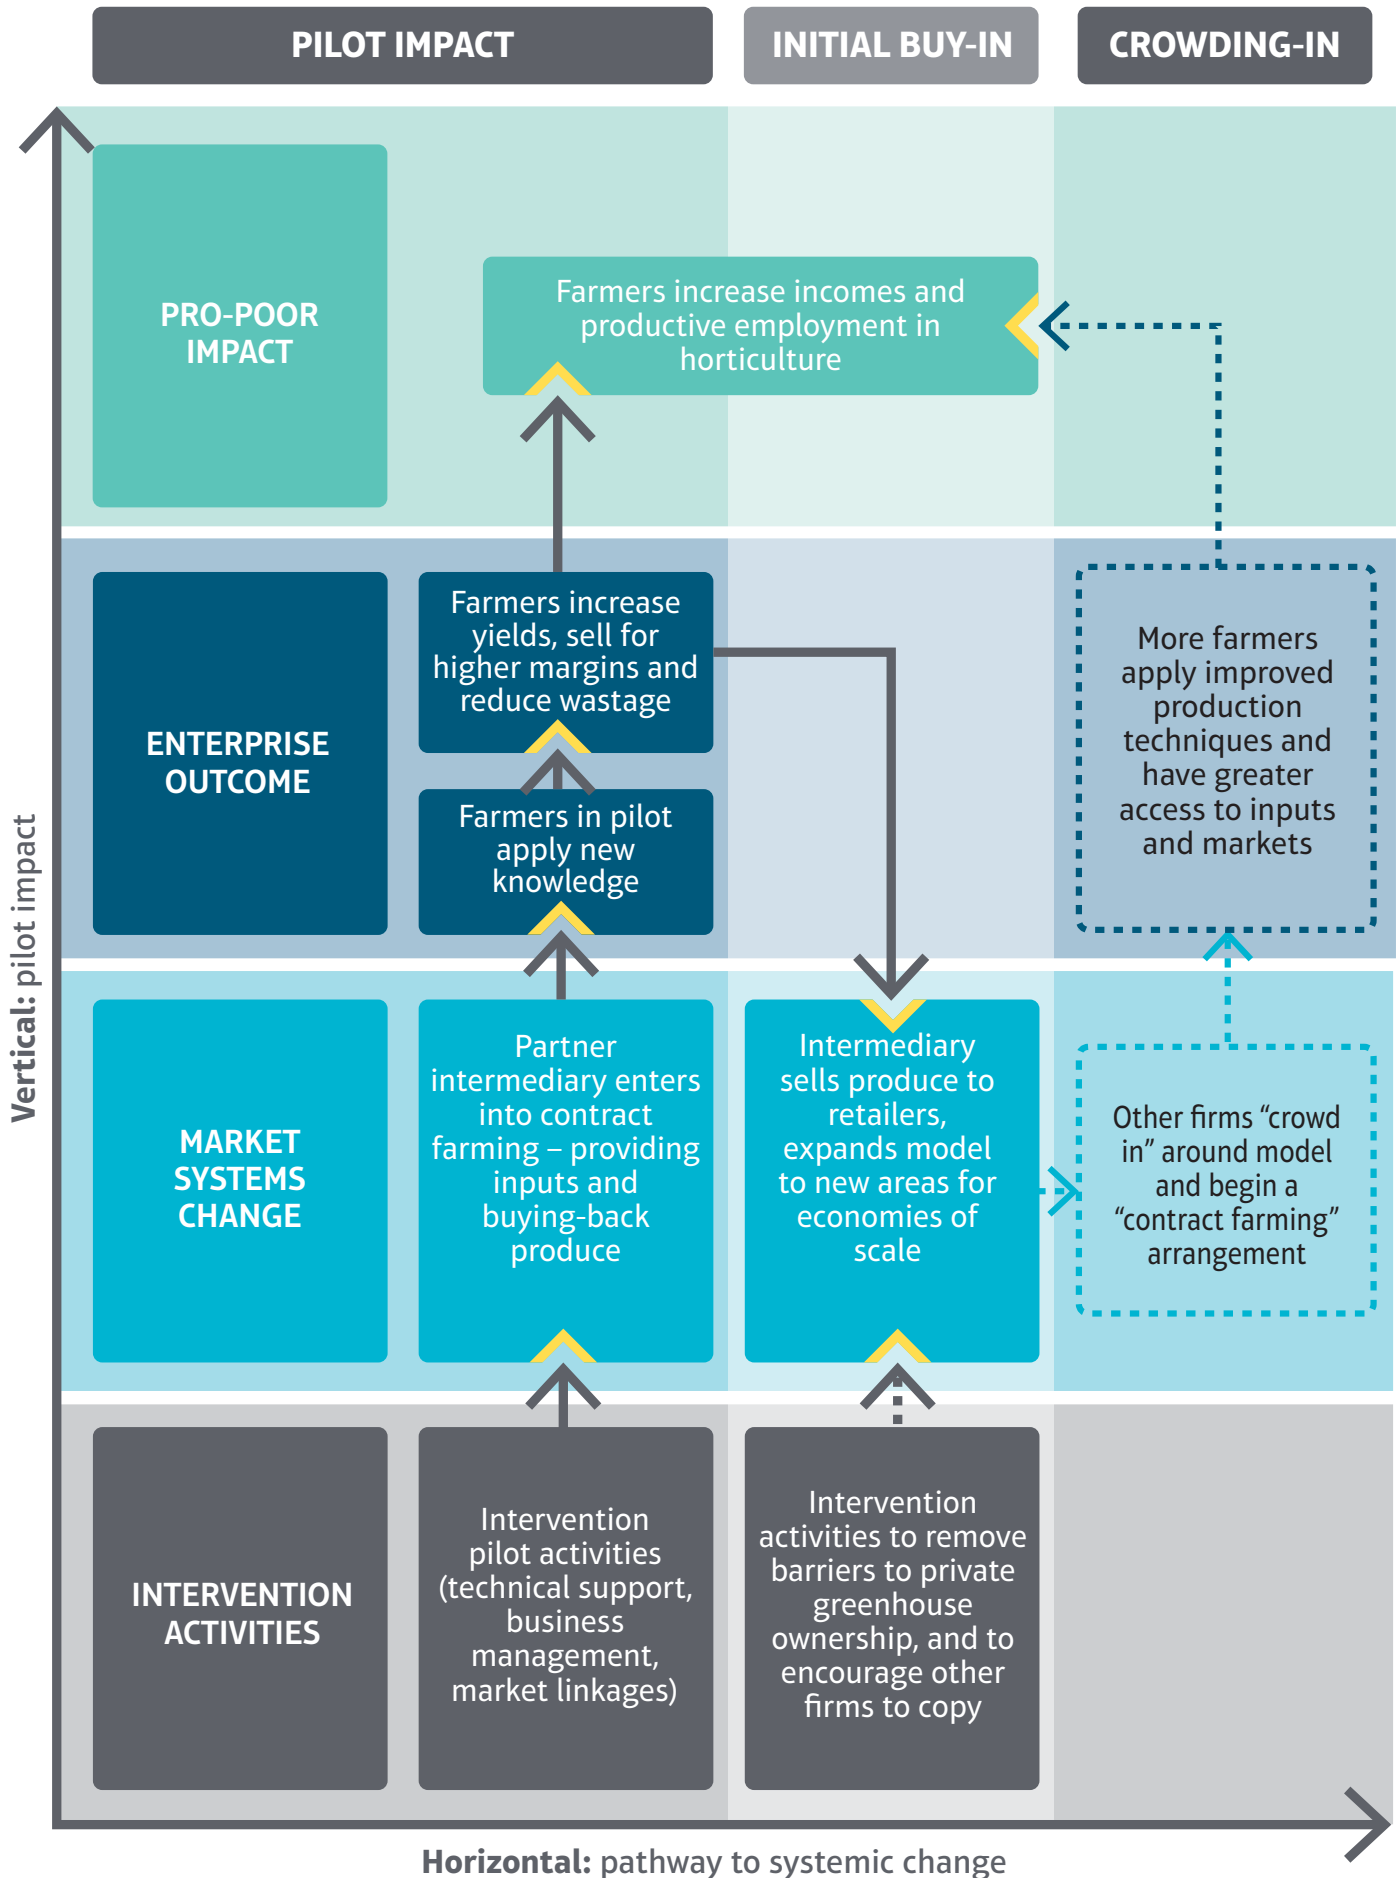 PILOT IMPACT
INITIAL BUY-IN
CROWDING-IN
PRO-POOR
IMPACT
Farmers increase incomes and
productive employment in
horticulture
ENTERPRISE
OUTCOME
Farmers increase
yields, sell for
higher margins and
reduce wastage
Farmers in pilot
apply new
knowledge
More farmers
apply improved
production
techniques and
have greater
access to inputs
and markets
MARKET
SYSTEMS
CHANGE
Partner
intermediary enters
into contract
farming – providing
inputs and
buying-back
produce
Intermediary
sells produce to
retailers,
expands model
to new areas for
economies of
scale
Other firms “crowd
in” around model
and begin a
“contract farming”
arrangement
INTERVENTION
ACTIVITIES
Intervention
pilot activities
(technical support,
business
management,
market linkages)
Intervention
activities to remove
barriers to private
greenhouse
ownership, and to
encourage other
firms to copy
Vertical: pilot impact
Horizontal: pathway to systemic change